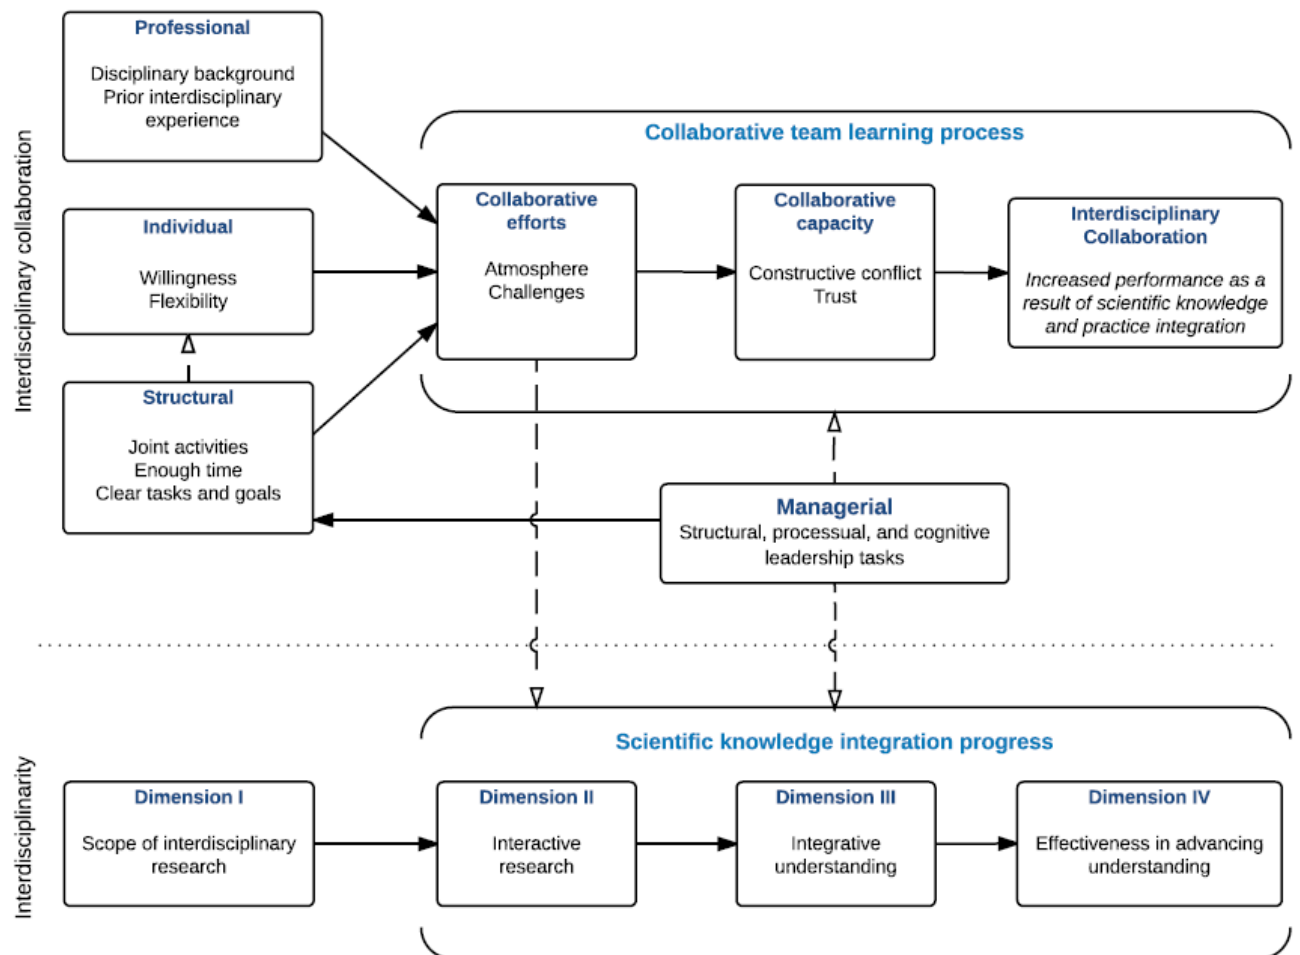 Interdisciplinary collaboration
Professional
Disciplinary background
Prior interdisciplinary
experience
Individual
Willingness
Flexibility
Structural
Joint activities
Enough time
Clear tasks and goals
Collaborative team learning process
Collaborative
efforts
Atmosphere
Challenges
Collaborative
capacity
Constructive conflict
Trust
Interdisciplinary
Collaboration
Increased performance as a
result of scientific knowledge
and practice integration
Managerial
Structural, processual, and cognitive
leadership tasks
Interdisciplinarity
Scientific knowledge integration progress
Dimension I
Scope of interdisciplinary
research
Dimension II
Interactive
research
Dimension III
Integrative
understanding
Dimension IV
Effectiveness in advancing
understanding